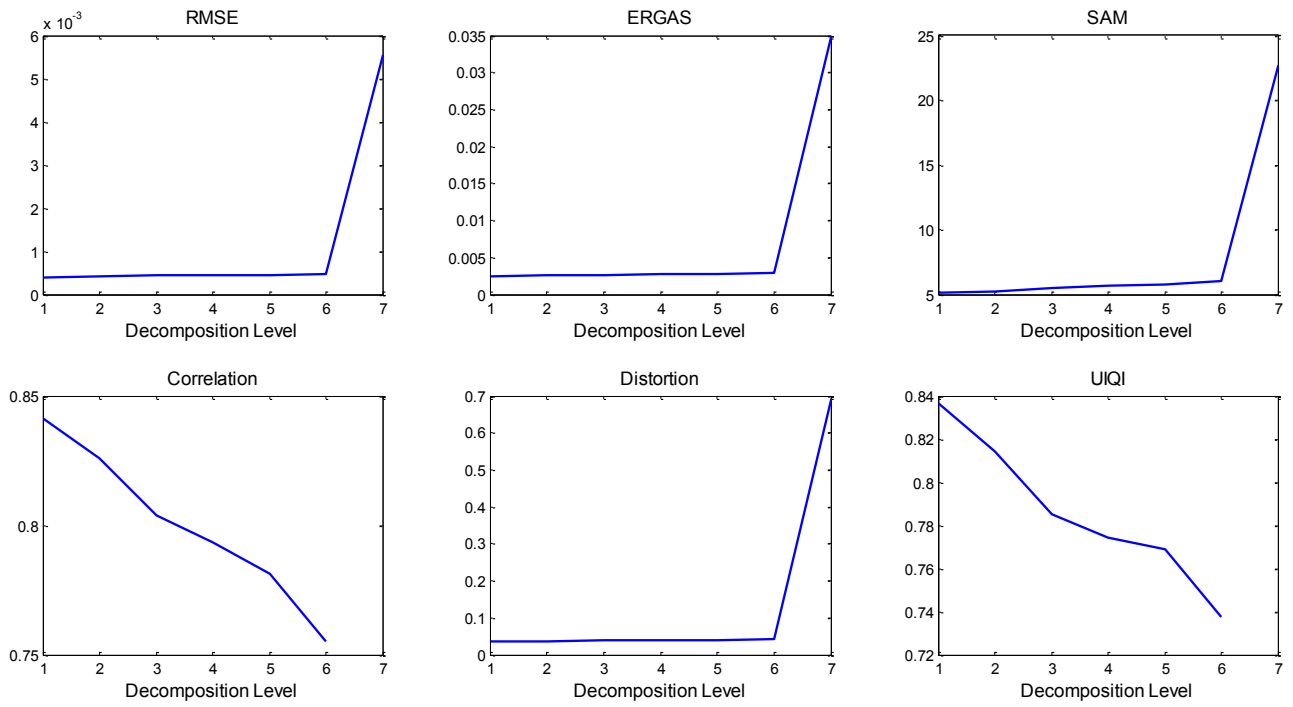 RMSE
x 10-3
6
5
4
3
2
1
0
1 2 3 4 5 6 7
Decomposition Level
ERGAS
0.035
0.03
0.025
0.02
0.015
0.01
0.005
0
1 2 3 4 5 6 7
Decomposition Level
SAM
25
20
15
10
5
1 2 3 4 5 6 7
Decomposition Level
Correlation
0.85
0.8
0.75
1 2 3 4 5 6 7
Decomposition Level
Distortion
0.7
0.6
0.5
0.4
0.3
0.2
0.1
0
1 2 3 4 5 6 7
Decomposition Level
UIQI
0.84
0.82
0.8
0.78
0.76
0.74
0.72
1 2 3 4 5 6 7
Decomposition Level